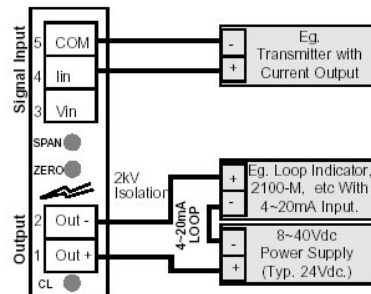 Signal Input
5 COM
4 Iin
3 Vin
SPAN
ZERO
Output
2 Out -
1 Out +
CL
2kV
Isolation
4~20mA
LOOP
-
+
Eg.
Transmitter with
Current Output
+
-
Eg. Loop Indicator,
2100-M, etc With
4~20mA Input.
-
+
8~40Vdc
Power Supply
(Typ. 24Vdc.)